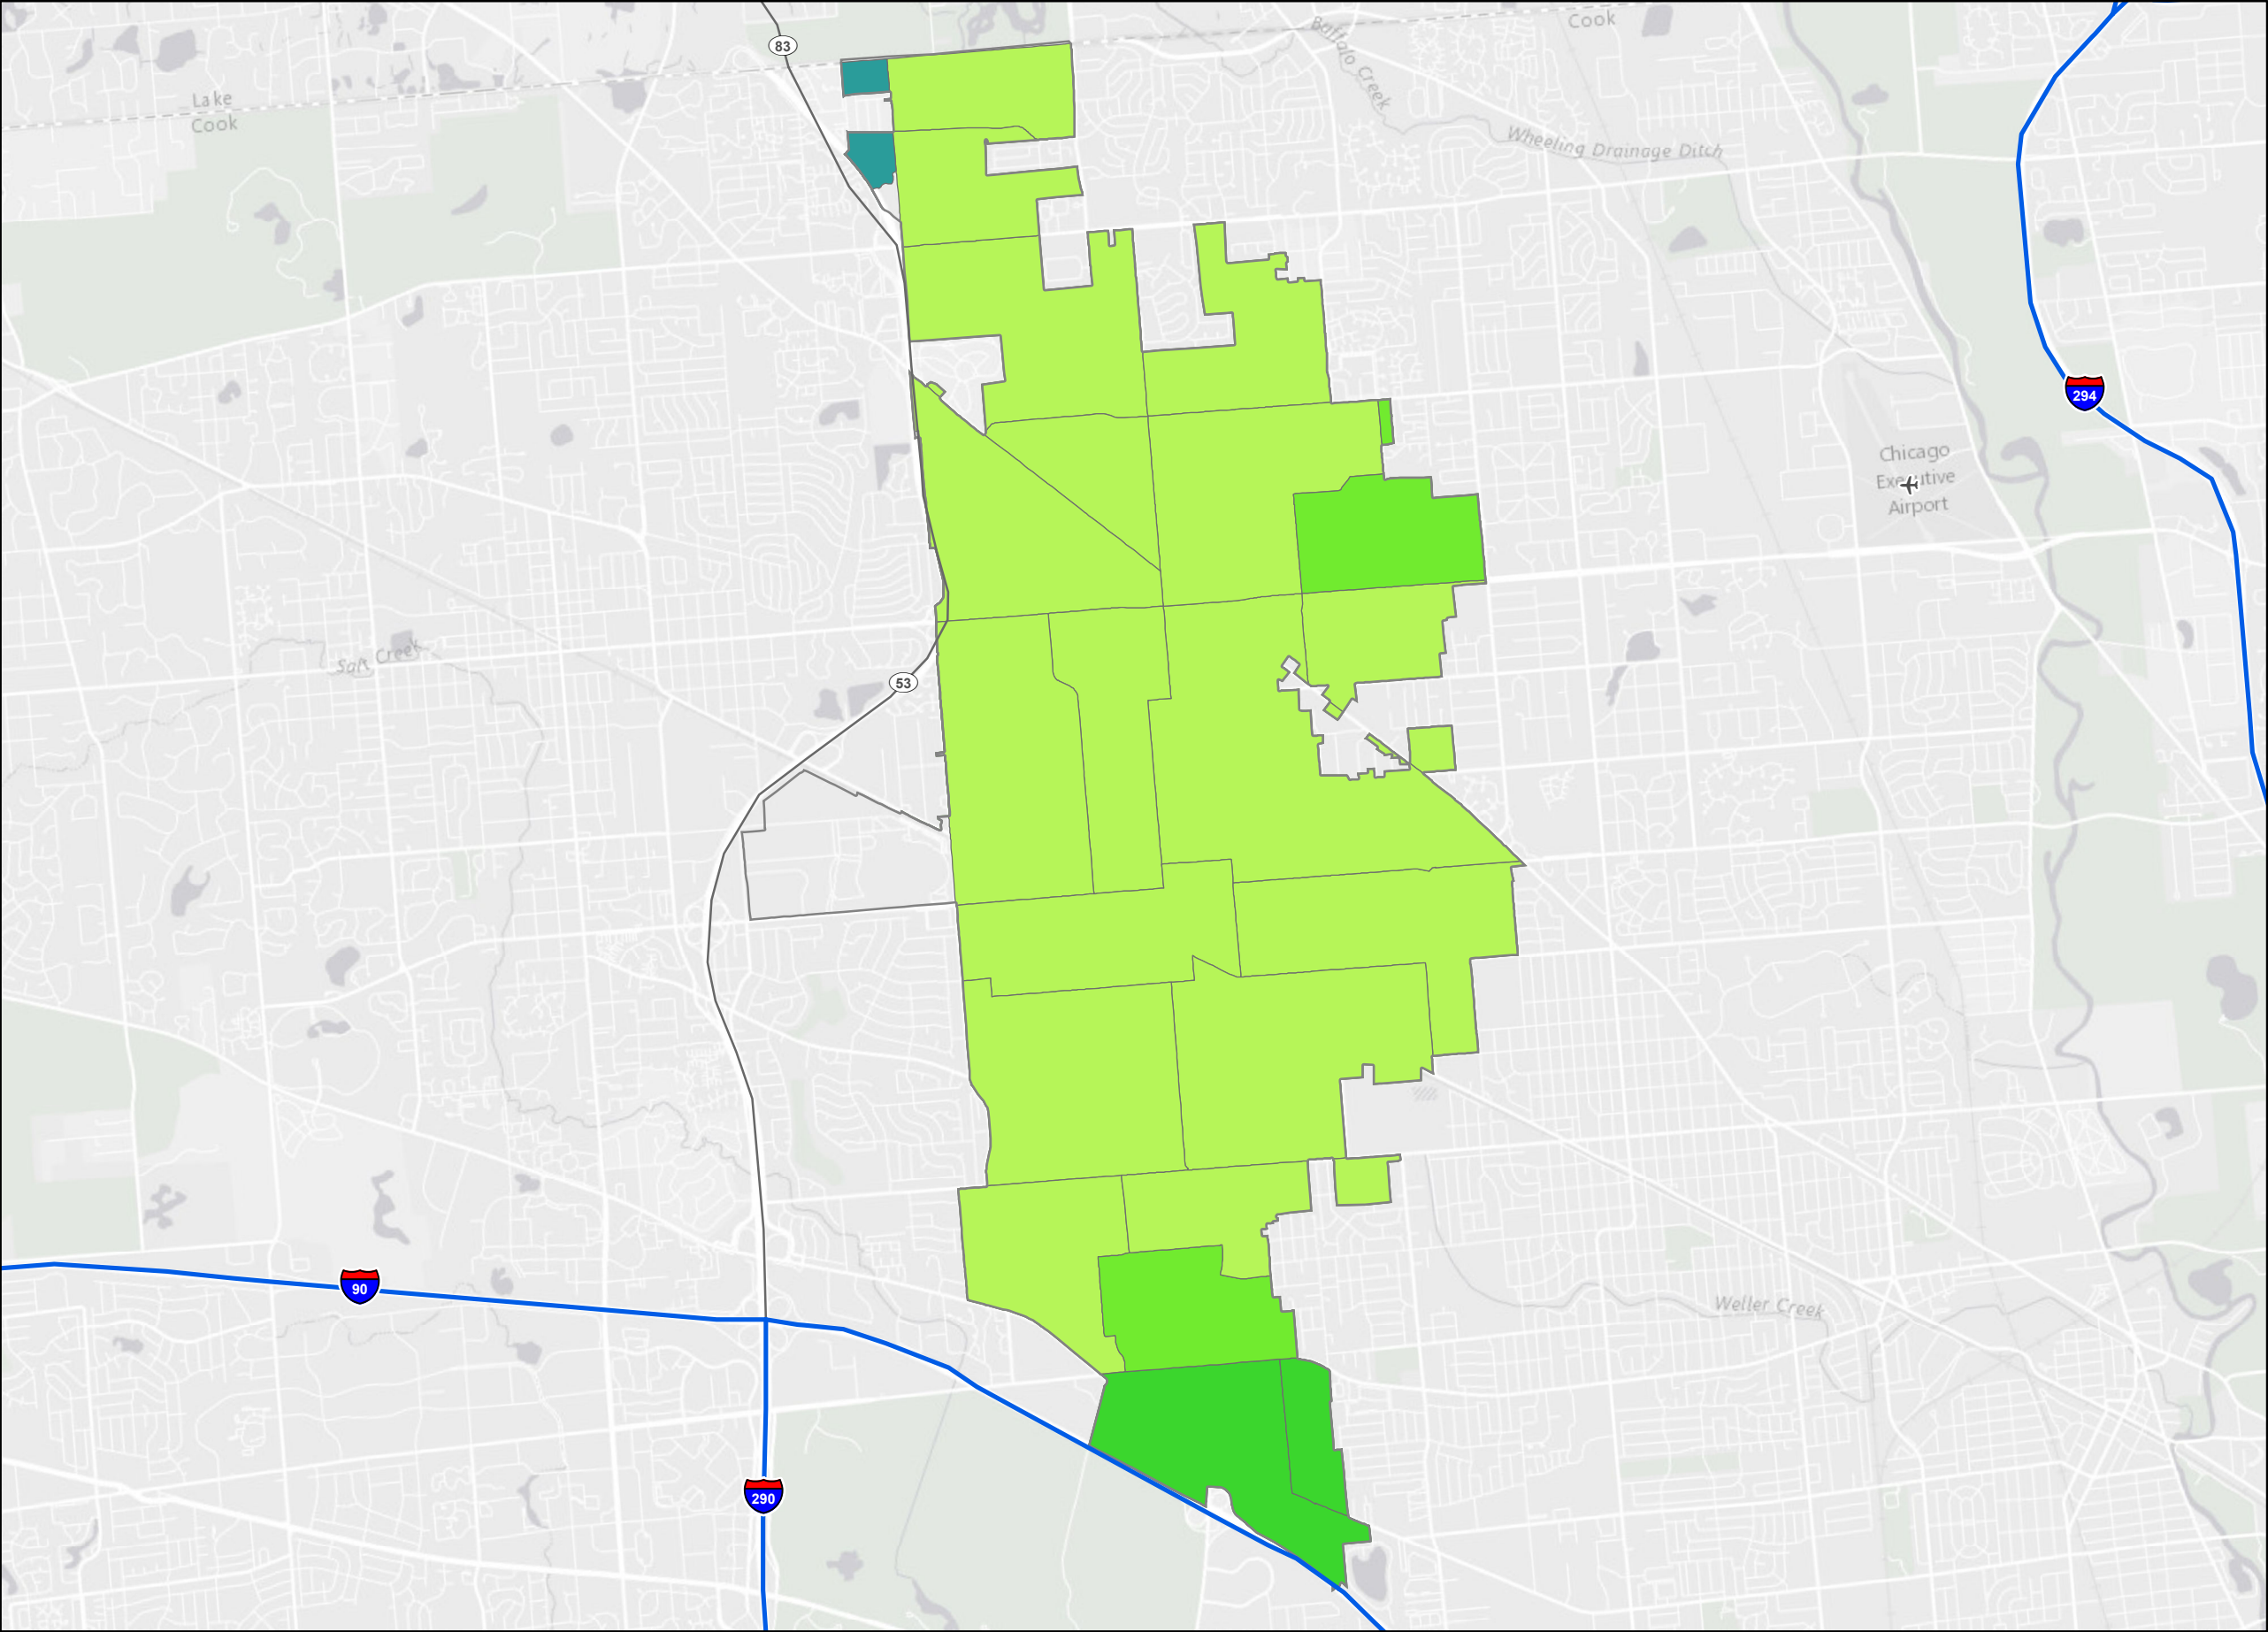 83
Cook
Buffalo Creek
Lake
Cook
Wheeling Drainage Ditch
294
Chicago
Executive
Airport
Salt Creek
53
90
Weller Creek
290